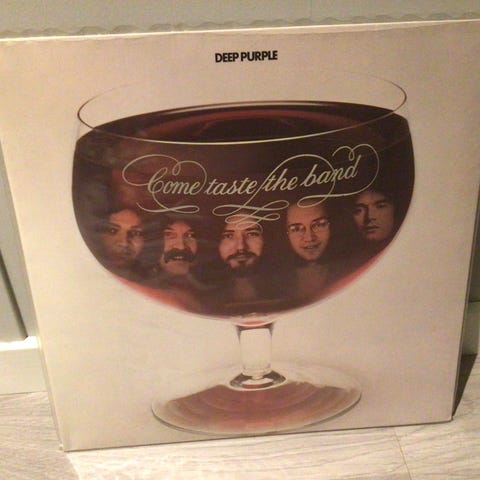 DEEP PURPLE
Come taste the band